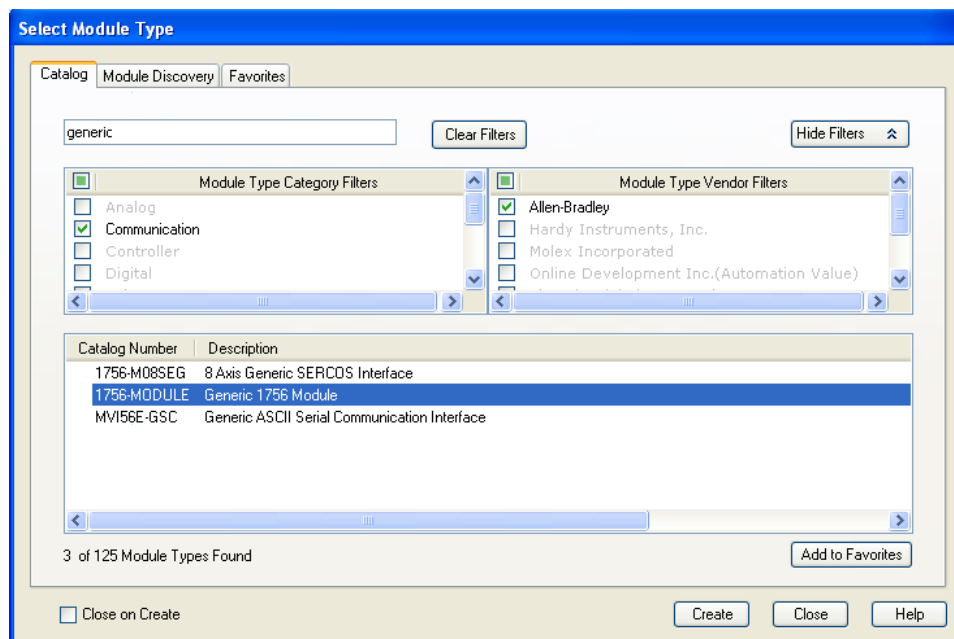 Select Module Type
Catalog Module Discovery Favorites
generic Clear Filters Hide Filters
Module Type Category Filters Module Type Vendor Filters
Analog Allen-Bradley
Communication Hardy Instruments, Inc.
Controller Molex Incorporated
Digital Online Development Inc.(Automation Value)
Catalog Number Description
1756-M08SEG 8 Axis Generic SERCOS Interface
1756-MODULE Generic 1756 Module
MVI56E-GSC Generic ASCII Serial Communication Interface
3 of 125 Module Types Found Add to Favorites
Close on Create Create Close Help